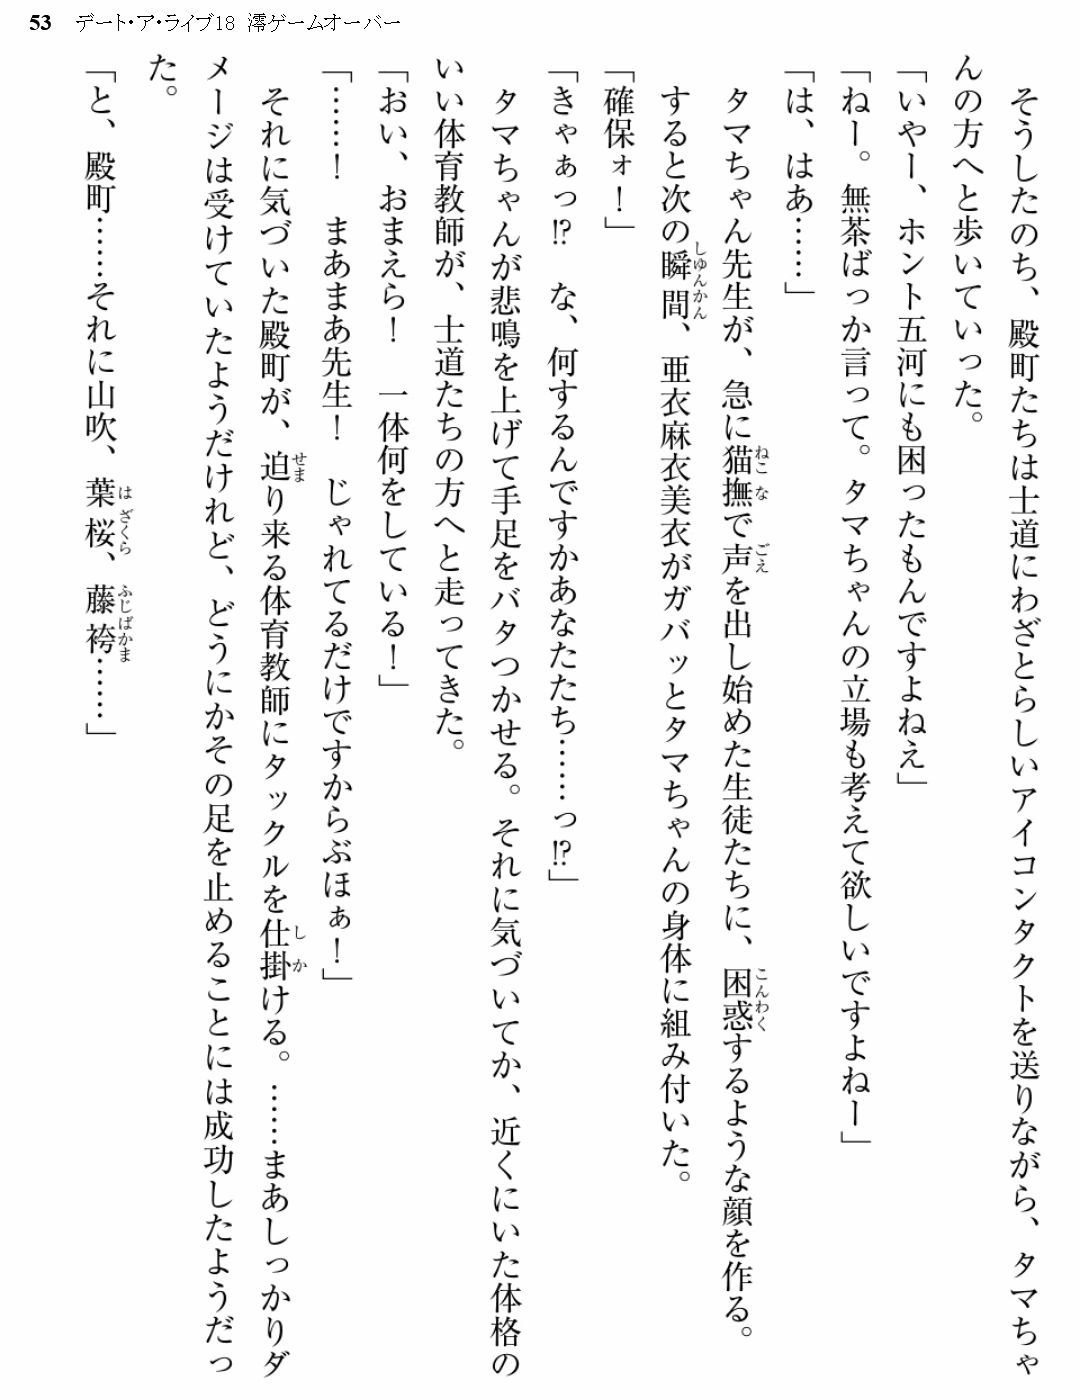 53 デート・ア・ライブ18 澪ゲームオーバー
そうしたのち、殿町たちは士道にわざとらしいアイコンタクトを送りながら、タマちゃ
んの方へと歩いていった。
「いやー、ホント五河にも困ったもんですよねえ」
「ねー。無茶ばっか言って。タマちゃんの立場も考えて欲しいですよねー」
「は、はあ……」
タマちゃん先生が、急に猫撫で声を出し始めた生徒たちに、困惑するような顔を作る。
すると次の瞬間、亜衣麻衣美衣がガバッとタマちゃんの身体に組み付いた。
「確保ォ！」
「きゃぁっ!?　な、何するんですかあなたたち……っ!?」
タマちゃんが悲鳴を上げて手足をバタつかせる。それに気づいてか、近くにいた体格の
いい体育教師が、士道たちの方へと走ってきた。
「おい、おまえら！　一体何をしている！」
「……！　まあまあ先生！　じゃれてるだけですからぶほぁ！」
それに気づいた殿町が、迫り来る体育教師にタックルを仕掛ける。……まあしっかりダ
メージは受けていたようだけれど、どうにかその足を止めることには成功したようだっ
た。
「と、殿町……それに山吹、葉桜、藤袴……」